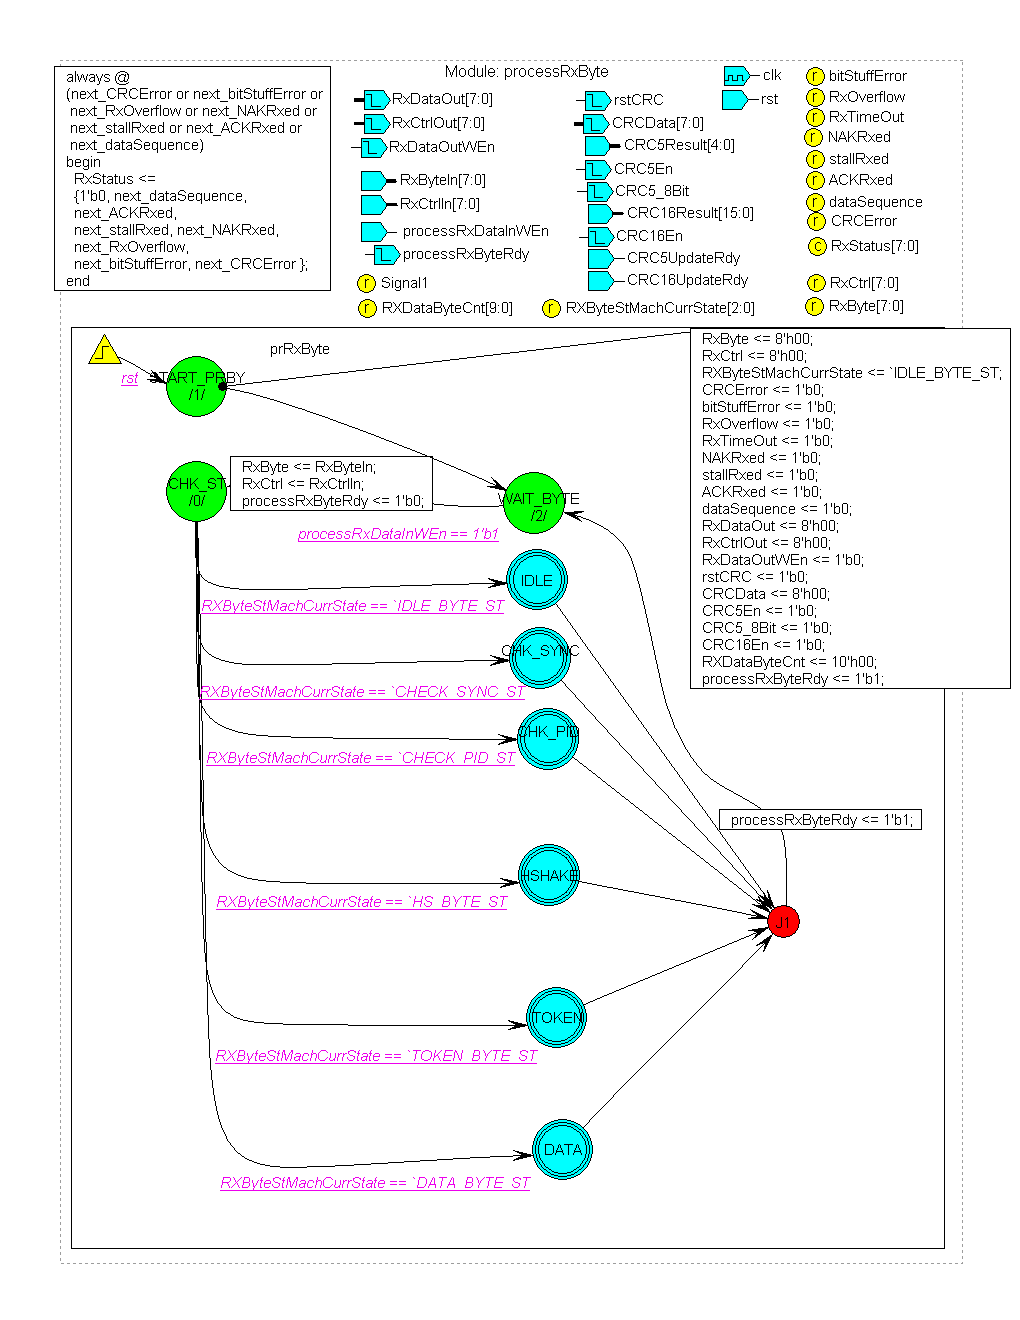 Module: processRxByte
always @
(next_CRCError or next_bitStuffError or
next_RxOverflow or next_NAKRxed or
next_stallRxed or next_ACKRxed or
next_dataSequence)
begin
RxStatus <=
{1'b0, next_dataSequence,
next_ACKRxed,
next_stallRxed, next_NAKRxed,
next_RxOverflow,
next_bitStuffError, next_CRCError };
end
RxDataOut[7:0]
RxCtrlOut[7:0]
RxDataOutWEn
RxByteIn[7:0]
RxCtrlIn[7:0]
processRxDataInWEn
processRxByteRdy
r Signal1
r RXDataByteCnt[9:0]
rstCRC
CRCData[7:0]
CRC5Result[4:0]
CRC5En
CRC5_8Bit
CRC16Result[15:0]
CRC16En
CRC5UpdateRdy
CRC16UpdateRdy
r RXByteStMachCurrState[2:0]
clk
rst
r bitStuffError
r RxOverflow
r RxTimeOut
r NAKRxed
r stallRxed
r ACKRxed
r dataSequence
r CRCError
c RxStatus[7:0]
r RxCtrl[7:0]
r RxByte[7:0]
prRxByte
rst
START_PRBY
/1/
RxByte <= 8'h00;
RxCtrl <= 8'h00;
RXByteStMachCurrState <= `IDLE_BYTE_ST;
CRCError <= 1'b0;
bitStuffError <= 1'b0;
RxOverflow <= 1'b0;
RxTimeOut <= 1'b0;
NAKRxed <= 1'b0;
stallRxed <= 1'b0;
ACKRxed <= 1'b0;
dataSequence <= 1'b0;
RxDataOut <= 8'h00;
RxCtrlOut <= 8'h00;
RxDataOutWEn <= 1'b0;
rstCRC <= 1'b0;
CRCData <= 8'h00;
CRC5En <= 1'b0;
CRC5_8Bit <= 1'b0;
CRC16En <= 1'b0;
RXDataByteCnt <= 10'h00;
processRxByteRdy <= 1'b1;
CHK_ST
/0/
RxByte <= RxByteIn;
RxCtrl <= RxCtrlIn;
processRxByteRdy <= 1'b0;
WAIT_BYTE
/2/
processRxDataInWEn == 1'b1
IDLE
RXByteStMachCurrState == `IDLE_BYTE_ST
CHK_SYNC
RXByteStMachCurrState == `CHECK_SYNC_ST
CHK_PID
RXByteStMachCurrState == `CHECK_PID_ST
processRxByteRdy <= 1'b1;
HSHAKE
RXByteStMachCurrState == `HS_BYTE_ST
J1
TOKEN
RXByteStMachCurrState == `TOKEN_BYTE_ST
DATA
RXByteStMachCurrState == `DATA_BYTE_ST